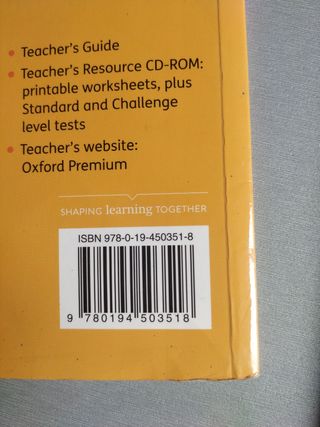 • Teacher's Guide
• Teacher's Resource CD-ROM:
printable worksheets, plus
Standard and Challenge
level tests
• Teacher's website:
Oxford Premium
SHAPING learning TOGETHER
ISBN 978-0-19-450351-8
9 780194 503518